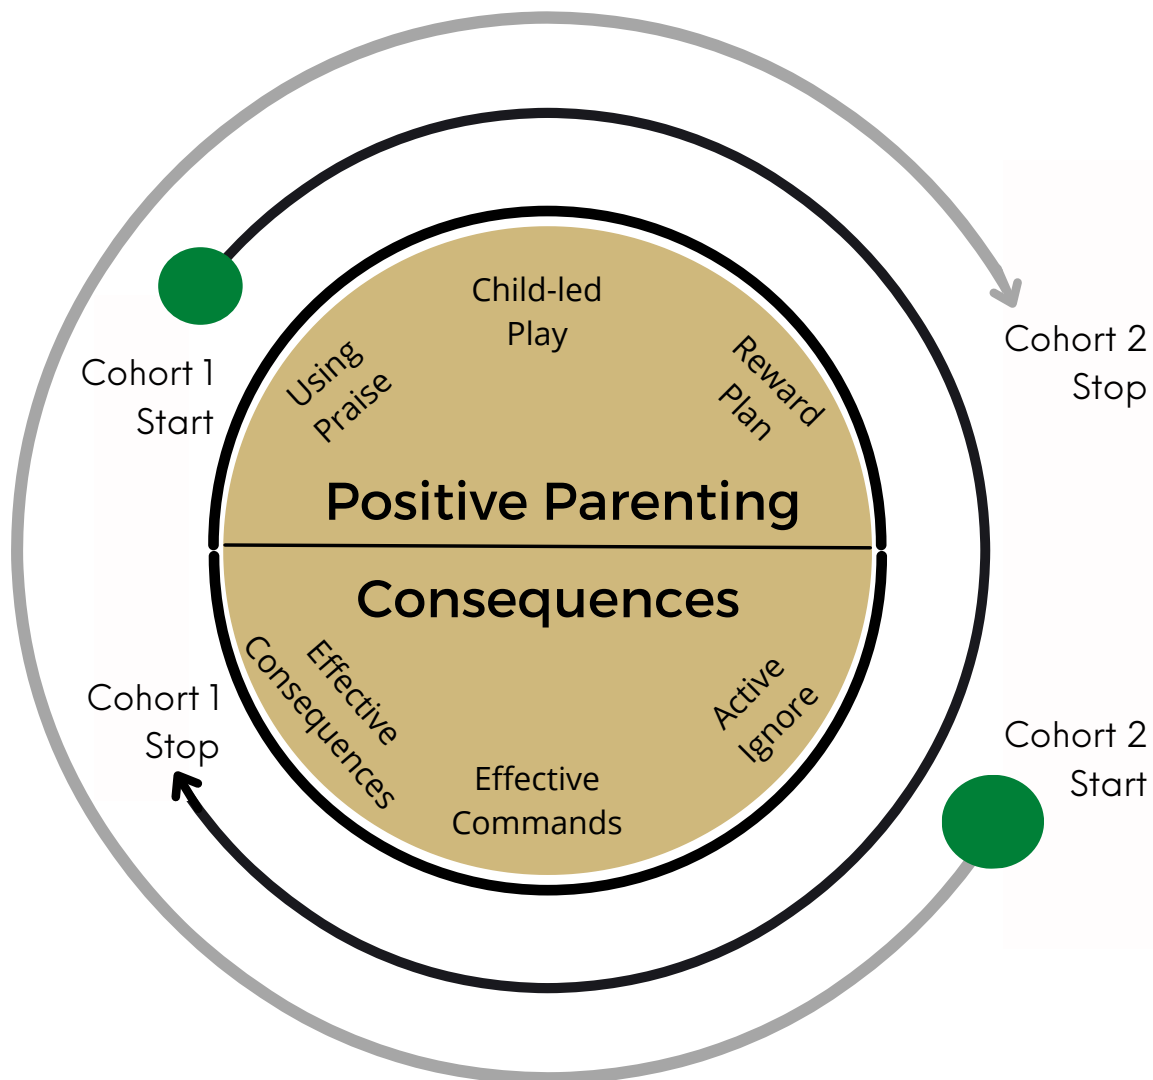 Child-led
Play
Using
Praise
Reward
Plan
Cohort 1
Start
Cohort 2
Stop
Positive Parenting
Consequences
Effective
Consequences
Active
Ignore
Cohort 1
Stop
Effective
Commands
Cohort 2
Start